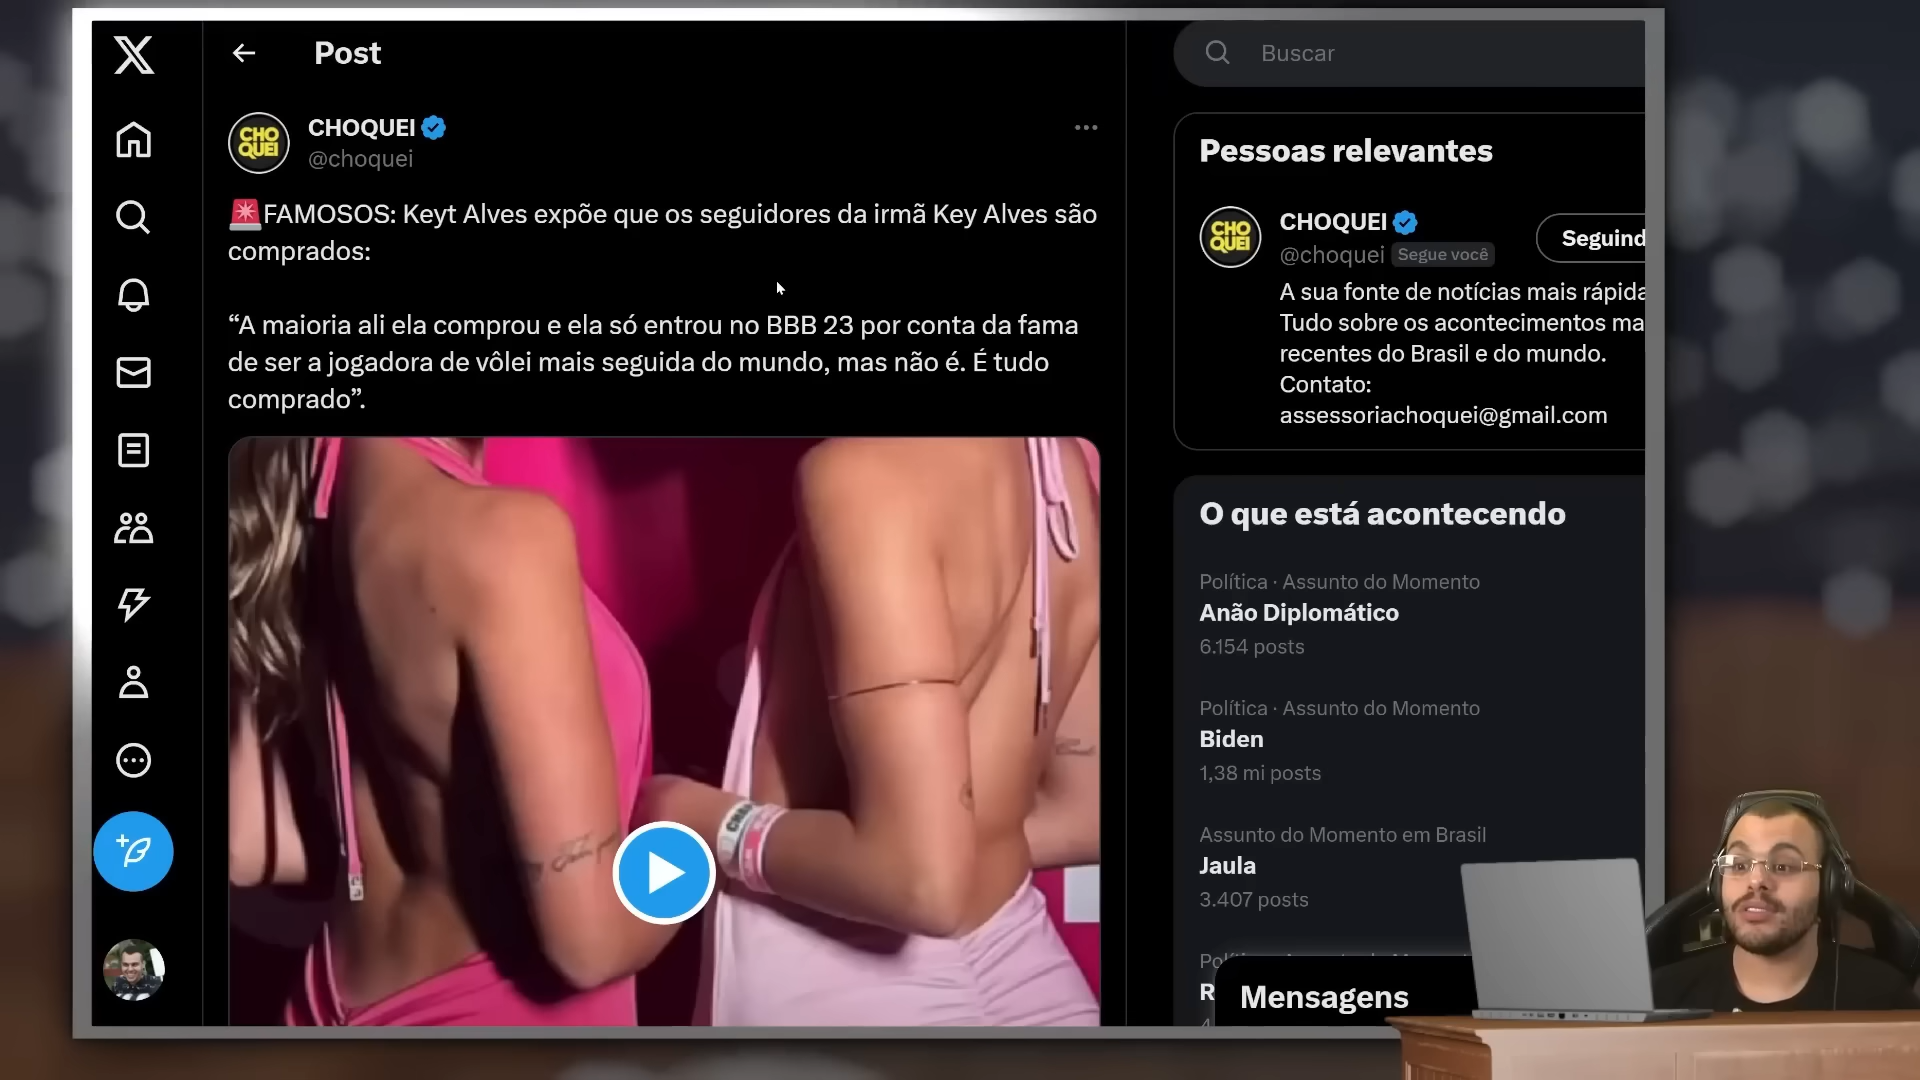 Post
Buscar
CHO
QUEI
CHOQUEI
@choquei
FAMOSOS: Keyt Alves expõe que os seguidores da irmã Key Alves são
comprados:
“A maioria ali ela comprou e ela só entrou no BBB 23 por conta da fama
de ser a jogadora de vôlei mais seguida do mundo, mas não é. É tudo
comprado”.
Pessoas relevantes
CHO
QUEI
CHOQUEI
@choquei Segue você
Seguind
A sua fonte de notícias mais rápida
Tudo sobre os acontecimentos ma
recentes do Brasil e do mundo.
Contato:
assessoriachoquei@gmail.com
O que está acontecendo
Política · Assunto do Momento
Anão Diplomático
6.154 posts
Política · Assunto do Momento
Biden
1,38 mi posts
Assunto do Momento em Brasil
Jaula
3.407 posts
Mensagens